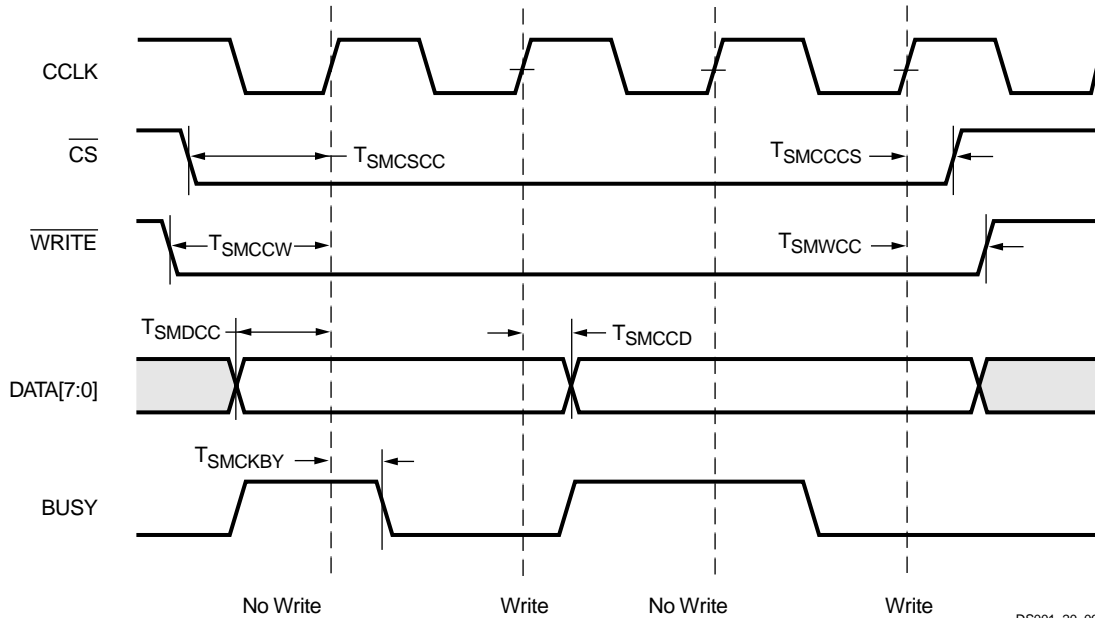 CCLK
CS
TSMCSCC
TSMCCCS
WRITE
TSMCCW
TSMWCC
TSMDCC
TSMCCD
DATA[7:0]
TSMCKBY
BUSY
No Write
Write
No Write
Write